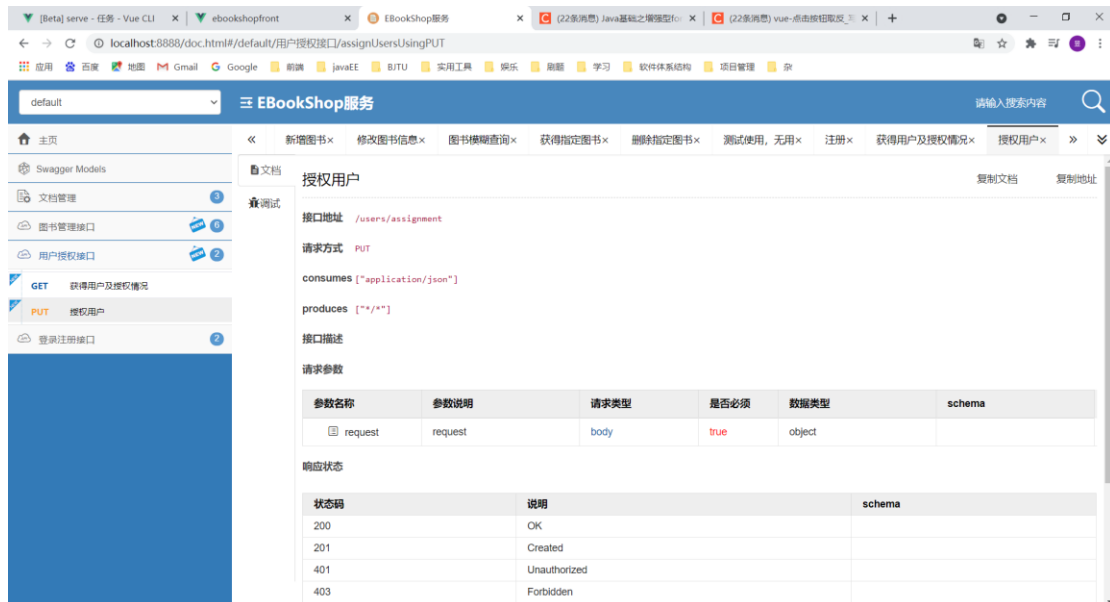 [Beta] serve - 任务 - Vue CLI
ebookshopfront
EBookShop服务
(22条消息) Java基础之增强型for
(22条消息) vue-点击按钮取反_
localhost:8888/doc.html#/default/用户授权接口/assignUsersUsingPUT
应用 百度 地图 Gmail Google 前端 javaEE BJTU 实用工具 娱乐 刷题 学习 软件体系结构 项目管理 杂
default
EBookShop服务
请输入搜索内容
主页
新增图书× 修改图书信息× 图书模糊查询× 获得指定图书× 删除指定图书× 测试使用，无用× 注册× 获得用户及授权情况× 授权用户×
Swagger Models
文档管理 3
图书管理接口 NEW 6
用户授权接口 NEW 2
GET 获得用户及授权情况
PUT 授权用户
登录注册接口 2
文档
调试
授权用户
复制文档 复制地址
接口地址 /users/assignment
请求方式 PUT
consumes ["application/json"]
produces ["*/*"]
接口描述
请求参数
参数名称 参数说明 请求类型 是否必须 数据类型 schema
request request body true object
响应状态
状态码 说明 schema
200 OK
201 Created
401 Unauthorized
403 Forbidden